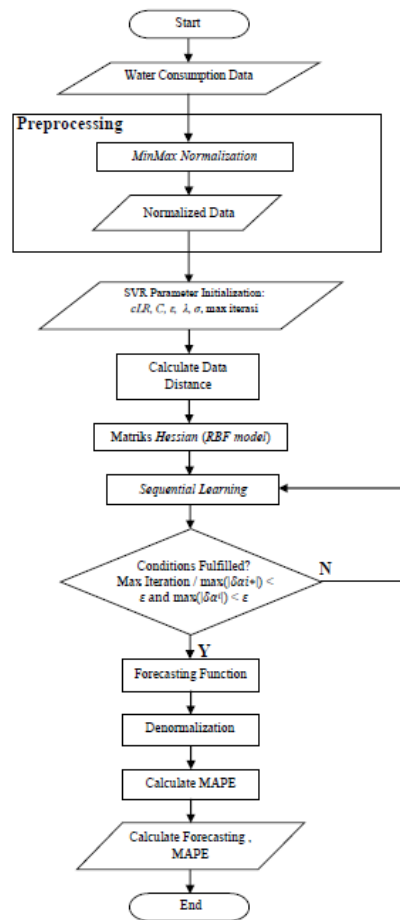 Start
Water Consumption Data
Preprocessing
MinMax Normalization
Normalized Data
SVR Parameter Initialization:
cLR, C, ε, λ, σ, max iterasi
Calculate Data
Distance
Matriks Hessian (RBF model)
Sequential Learning
Conditions Fulfilled?
Max Iteration / max(|δαi*|) <
ε and max(|δαⁱ|) < ε
N
Y
Forecasting Function
Denormalization
Calculate MAPE
Calculate Forecasting ,
MAPE
End